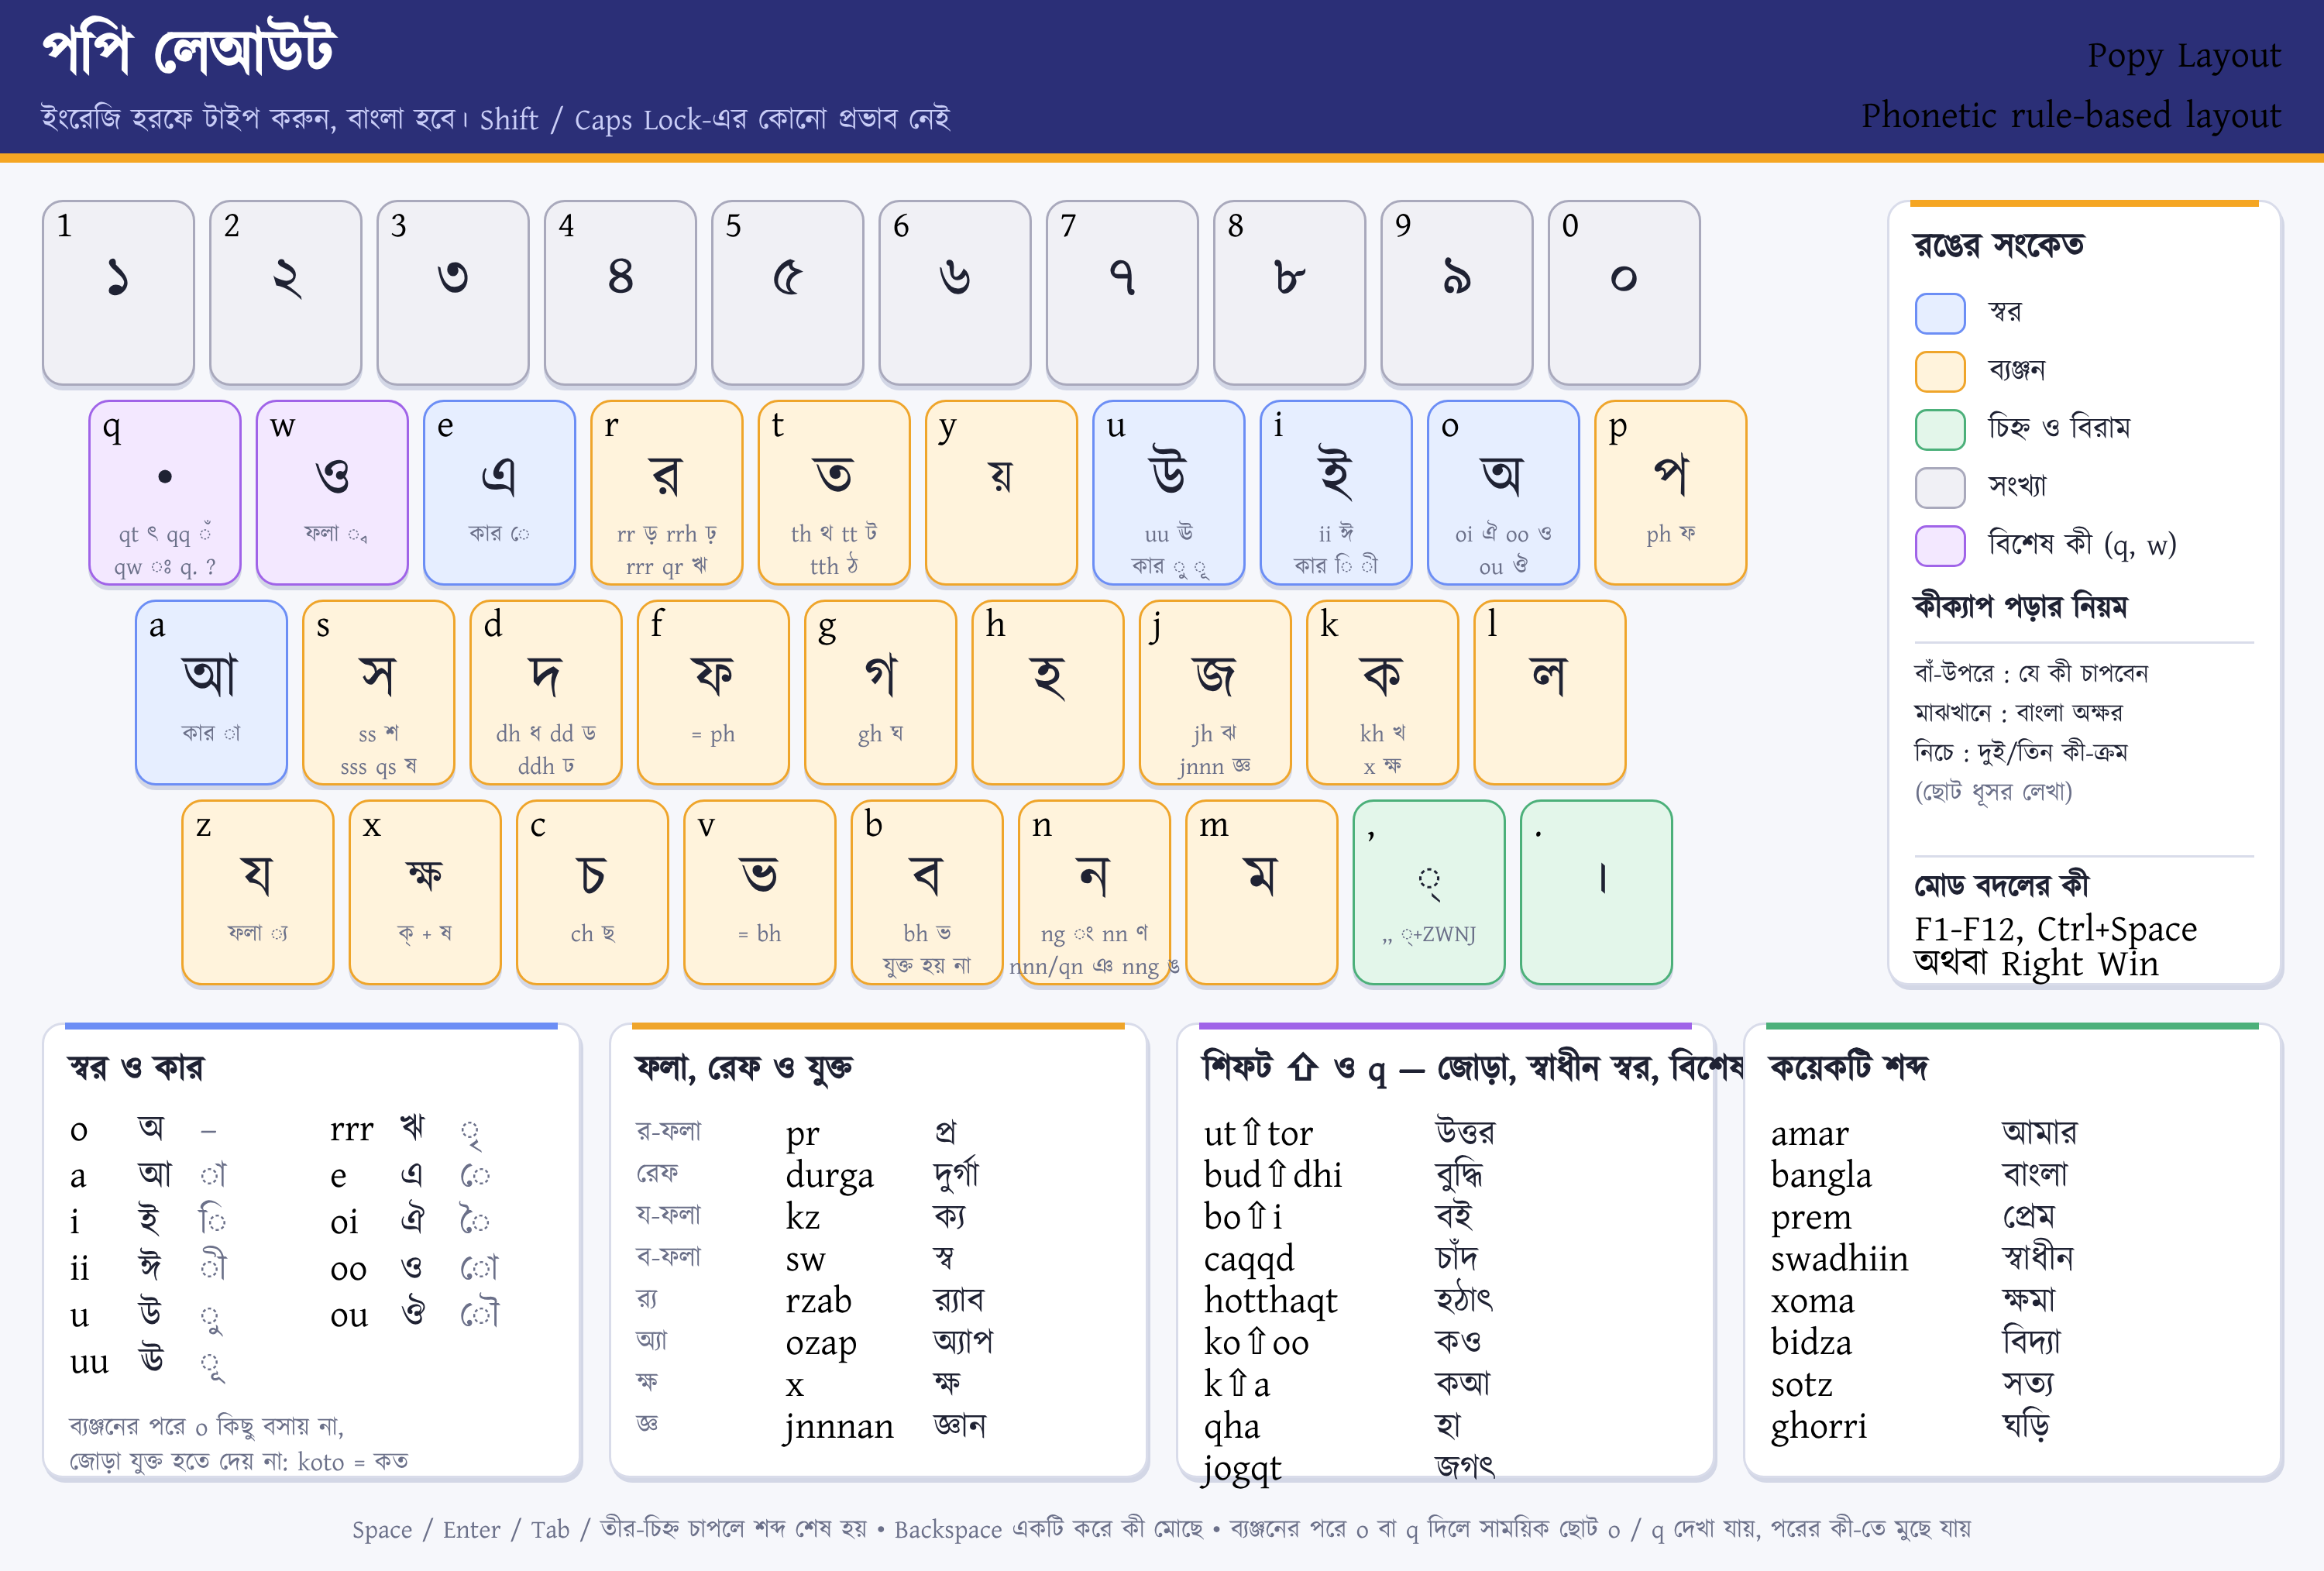 পপি লেআউট
Popy Layout
ইংরেজি হরফে টাইপ করুন, বাংলা হবে। Shift / Caps Lock-এর কোনো প্রভাব নেই
Phonetic rule-based layout
1 2 3 4 5 6 7 8 9 0
১ ২ ৩ ৪ ৫ ৬ ৭ ৮ ৯ ০
q w e r t y u i o p
• ও এ র ত য় উ ই অ প
qt ৎ qq ঁ ফলা ্ব কার ে rr ড় rrh ঢ় th থ tt ট uu ঊ ii ঈ oi ঐ oo ও ph ফ
qw ঃ q. ? rrr qr ঋ tth ঠ কার ু ূ কার ি ী ou ঔ
a s d f g h j k l
আ স দ ফ গ হ জ ক ল
কার া ss শ dh ধ dd ড = ph gh ঘ jh ঝ kh খ
sss qs ষ ddh ঢ jnnn জ্ঞ x ক্ষ
z x c v b n m , .
য ক্ষ চ ভ ব ন ম ্ ।
ফলা ্য ক্ + ষ ch ছ = bh bh ভ ng ং nn ণ ,, ্+ZWNJ
যুক্ত হয় না nnn/qn ঞ nng ঙ
রঙের সংকেত
স্বর
ব্যঞ্জন
চিহ্ন ও বিরাম
সংখ্যা
বিশেষ কী (q, w)
কীক্যাপ পড়ার নিয়ম
বাঁ-উপরে : যে কী চাপবেন
মাঝখানে : বাংলা অক্ষর
নিচে : দুই/তিন কী-ক্রম
(ছোট ধূসর লেখা)
মোড বদলের কী
F1-F12, Ctrl+Space
অথবা Right Win
স্বর ও কার
o অ – rrr ঋ ৃ
a আ া e এ ে
i ই ি oi ঐ ৈ
ii ঈ ী oo ও ো
u উ ু ou ঔ ৌ
uu ঊ ূ
ব্যঞ্জনের পরে o কিছু বসায় না,
জোড়া যুক্ত হতে দেয় না: koto = কত
ফলা, রেফ ও যুক্ত
র-ফলা pr প্র
রেফ durga দুর্গা
য-ফলা kz ক্য
ব-ফলা sw স্ব
র‍্য rzab র‍্যাব
অ্যা ozap অ্যাপ
ক্ষ x ক্ষ
জ্ঞ jnnnan জ্ঞান
শিফট ⇧ ও q — জোড়া, স্বাধীন স্বর, বিশেষ
ut⇧tor উত্তর
bud⇧dhi বুদ্ধি
bo⇧i বই
caqqd চাঁদ
hotthaqt হঠাৎ
ko⇧oo কও
k⇧a কআ
qha হা
jogqt জগৎ
কয়েকটি শব্দ
amar আমার
bangla বাংলা
prem প্রেম
swadhiin স্বাধীন
xoma ক্ষমা
bidza বিদ্যা
sotz সত্য
ghorri ঘড়ি
Space / Enter / Tab / তীর-চিহ্ন চাপলে শব্দ শেষ হয় • Backspace একটি করে কী মোছে • ব্যঞ্জনের পরে o বা q দিলে সাময়িক ছোট o / q দেখা যায়, পরের কী-তে মুছে যায়